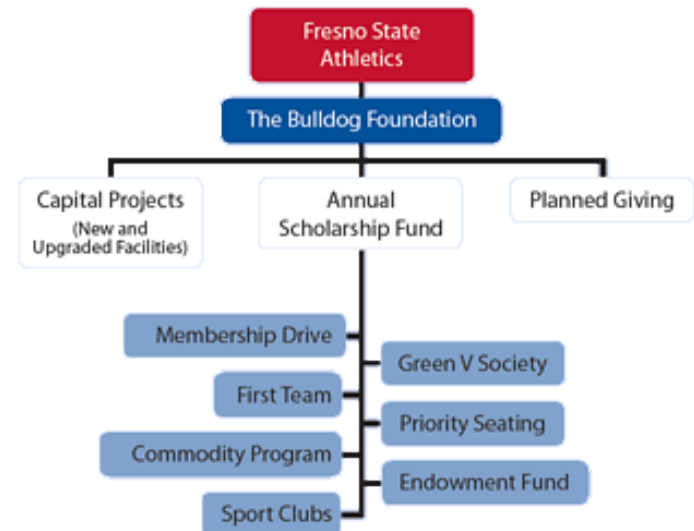 Fresno State
Athletics
The Bulldog Foundation
Capital Projects
(New and
Upgraded Facilities)
Annual
Scholarship Fund
Planned Giving
Membership Drive
Green V Society
First Team
Priority Seating
Commodity Program
Endowment Fund
Sport Clubs